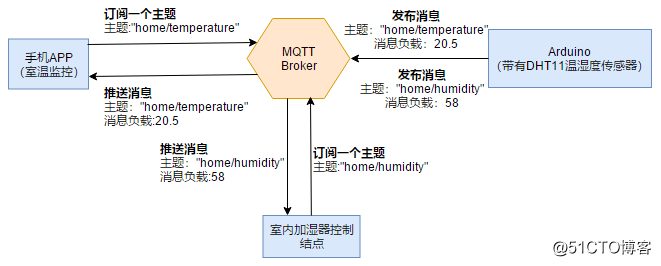 订阅一个主题
主题:"home/temperature"
手机APP
（室温监控）
推送消息
主题："home/temperature"
消息负载:20.5
MQTT
Broker
发布消息
主题："home/temperature"
消息负载：20.5
发布消息
主题："home/humidity"
消息负载：58
Arduino
（带有DHT11温湿度传感器）
推送消息
主题："home/humidity"
消息负载:58
订阅一个主题
主题:"home/humidity"
室内加湿器控制
结点
@51CTO博客